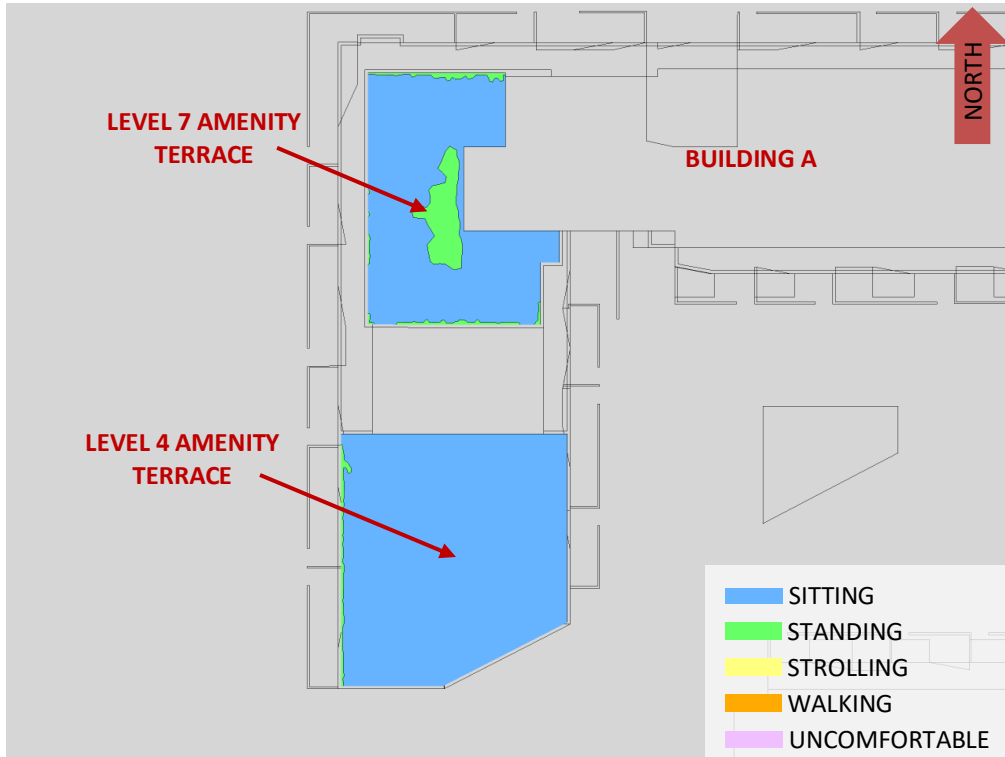 NORTH
LEVEL 7 AMENITY
TERRACE
BUILDING A
LEVEL 4 AMENITY
TERRACE
SITTING
STANDING
STROLLING
WALKING
UNCOMFORTABLE